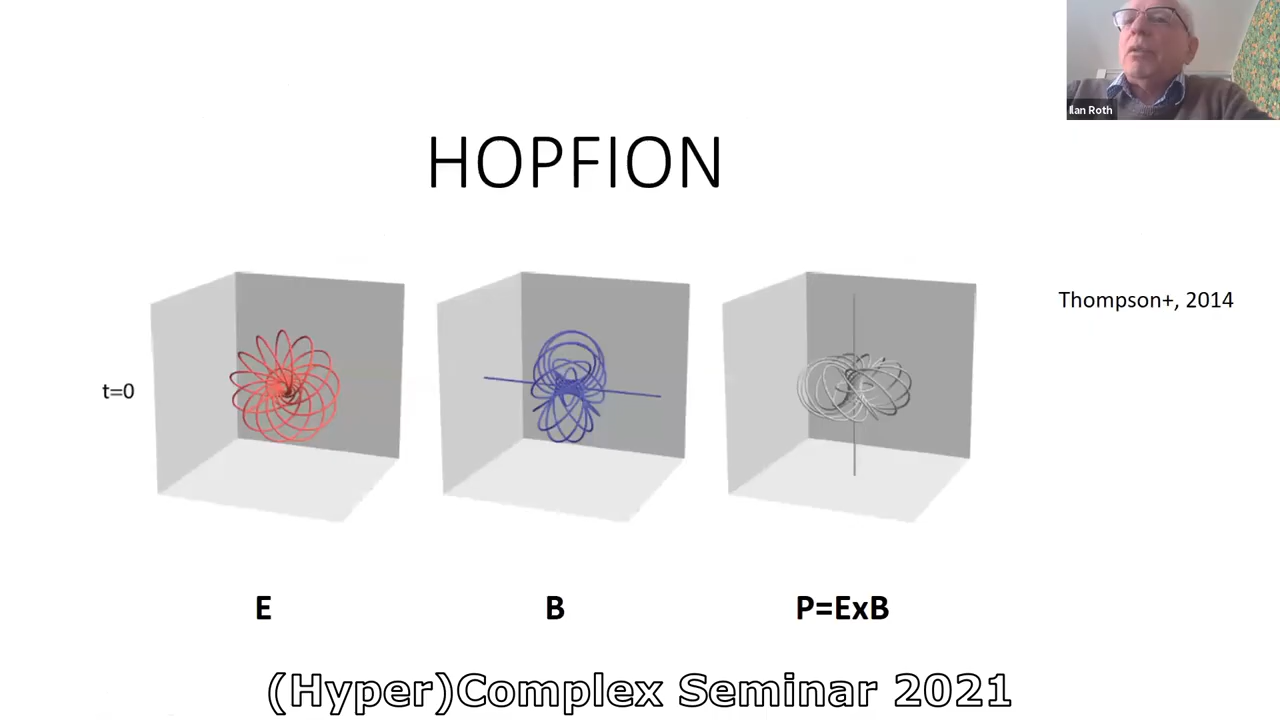 Ilan Roth
HOPFION
Thompson+, 2014
t=0
E
B
P=ExB
(Hyper)Complex Seminar 2021